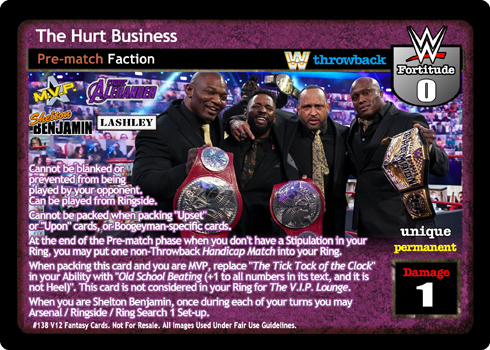 The Hurt Business
Pre-match Faction
W throwback
W
Fortitude
0
M.V.P.
CEDRIC
ALEXANDER
Shelton
BENJAMIN
LASHLEY
Cannot be blanked or
prevented from being
played by your opponent.
Can be played from Ringside.
Cannot be packed when packing "Upset"
or "Upon" cards, or Boogeyman-specific cards.
At the end of the Pre-match phase when you don't have a Stipulation in
your Ring, you may put one non-Throwback Handicap Match into your Ring.
When packing this card and you are MVP, replace "The Tick Tock of the Clock"
in your Ability with "Old School Beating (+1 to all numbers in its text, and it is
not Heel)". This card is not considered in your Ring for The V.I.P. Lounge.
When you are Shelton Benjamin, once during each of your turns you may
Arsenal / Ringside / Ring Search 1 Set-up.
unique
permanent
Damage
1
#138 V12 Fantasy Cards. Not For Resale. All Images Used Under Fair Use Guidelines.